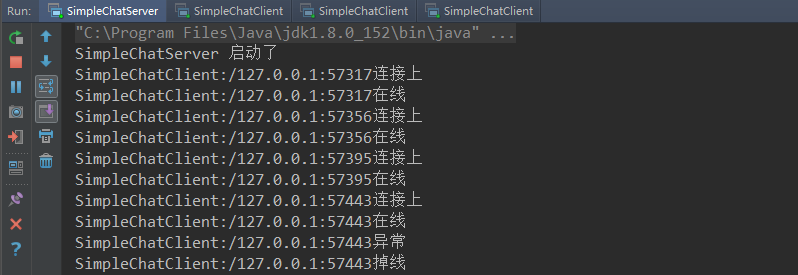 Run: SimpleChatServer SimpleChatClient SimpleChatClient SimpleChatClient
"C:\Program Files\Java\jdk1.8.0_152\bin\java" ...
SimpleChatServer 启动了
SimpleChatClient:/127.0.0.1:57317连接上
SimpleChatClient:/127.0.0.1:57317在线
SimpleChatClient:/127.0.0.1:57356连接上
SimpleChatClient:/127.0.0.1:57356在线
SimpleChatClient:/127.0.0.1:57395连接上
SimpleChatClient:/127.0.0.1:57395在线
SimpleChatClient:/127.0.0.1:57443连接上
SimpleChatClient:/127.0.0.1:57443在线
SimpleChatClient:/127.0.0.1:57443异常
SimpleChatClient:/127.0.0.1:57443掉线